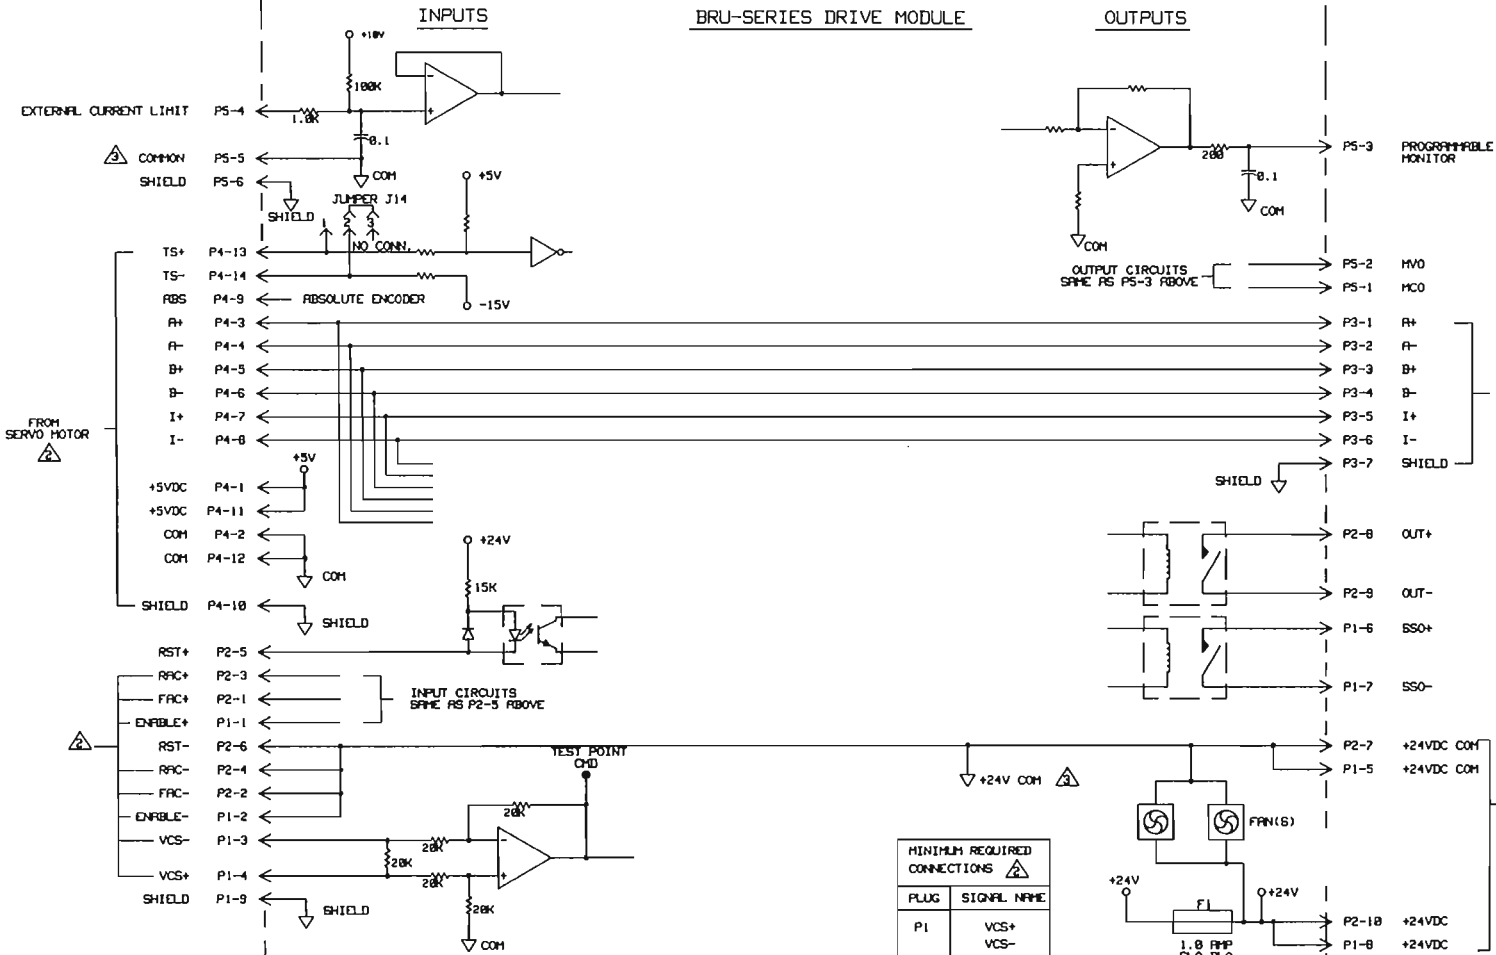 INPUTS
BRU-SERIES DRIVE MODULE
OUTPUTS
+10V
100K
EXTERNAL CURRENT LIMIT P5-4
1.0K
0.1
3 COMMON P5-5
COM
SHIELD P5-6
SHIELD
+5V
JUMPER J14
1 2 3
NO CONN.
TS+ P4-13
TS- P4-14
ABS P4-9 ABSOLUTE ENCODER
-15V
A+ P4-3
A- P4-4
B+ P4-5
B- P4-6
I+ P4-7
I- P4-8
FROM
SERVO MOTOR
2
+5V
+5VDC P4-1
+5VDC P4-11
COM P4-2
COM P4-12
COM
SHIELD P4-10
SHIELD
+24V
15K
RST+ P2-5
RAC+ P2-3
FAC+ P2-1
ENABLE+ P1-1
INPUT CIRCUITS
SAME AS P2-5 ABOVE
2
RST- P2-6
RAC- P2-4
FAC- P2-2
ENABLE- P1-2
VCS- P1-3
VCS+ P1-4
SHIELD P1-9
SHIELD
TEST POINT
CMD
20K
20K
20K
20K
20K
COM
200
0.1
COM
COM
P5-3 PROGRAMMABLE
MONITOR
OUTPUT CIRCUITS
SAME AS P5-3 ABOVE
P5-2 MVO
P5-1 MCO
P3-1 A+
P3-2 A-
P3-3 B+
P3-4 B-
P3-5 I+
P3-6 I-
P3-7 SHIELD
SHIELD
P2-8 OUT+
P2-9 OUT-
P1-6 SSO+
P1-7 SSO-
P2-7 +24VDC COM
P1-5 +24VDC COM
+24V COM 3
FAN(S)
+24V
+24V
F1
1.0 AMP
P2-10 +24VDC
P1-8 +24VDC
MINIMUM REQUIRED
CONNECTIONS 2
PLUG SIGNAL NAME
P1 VCS+
VCS-